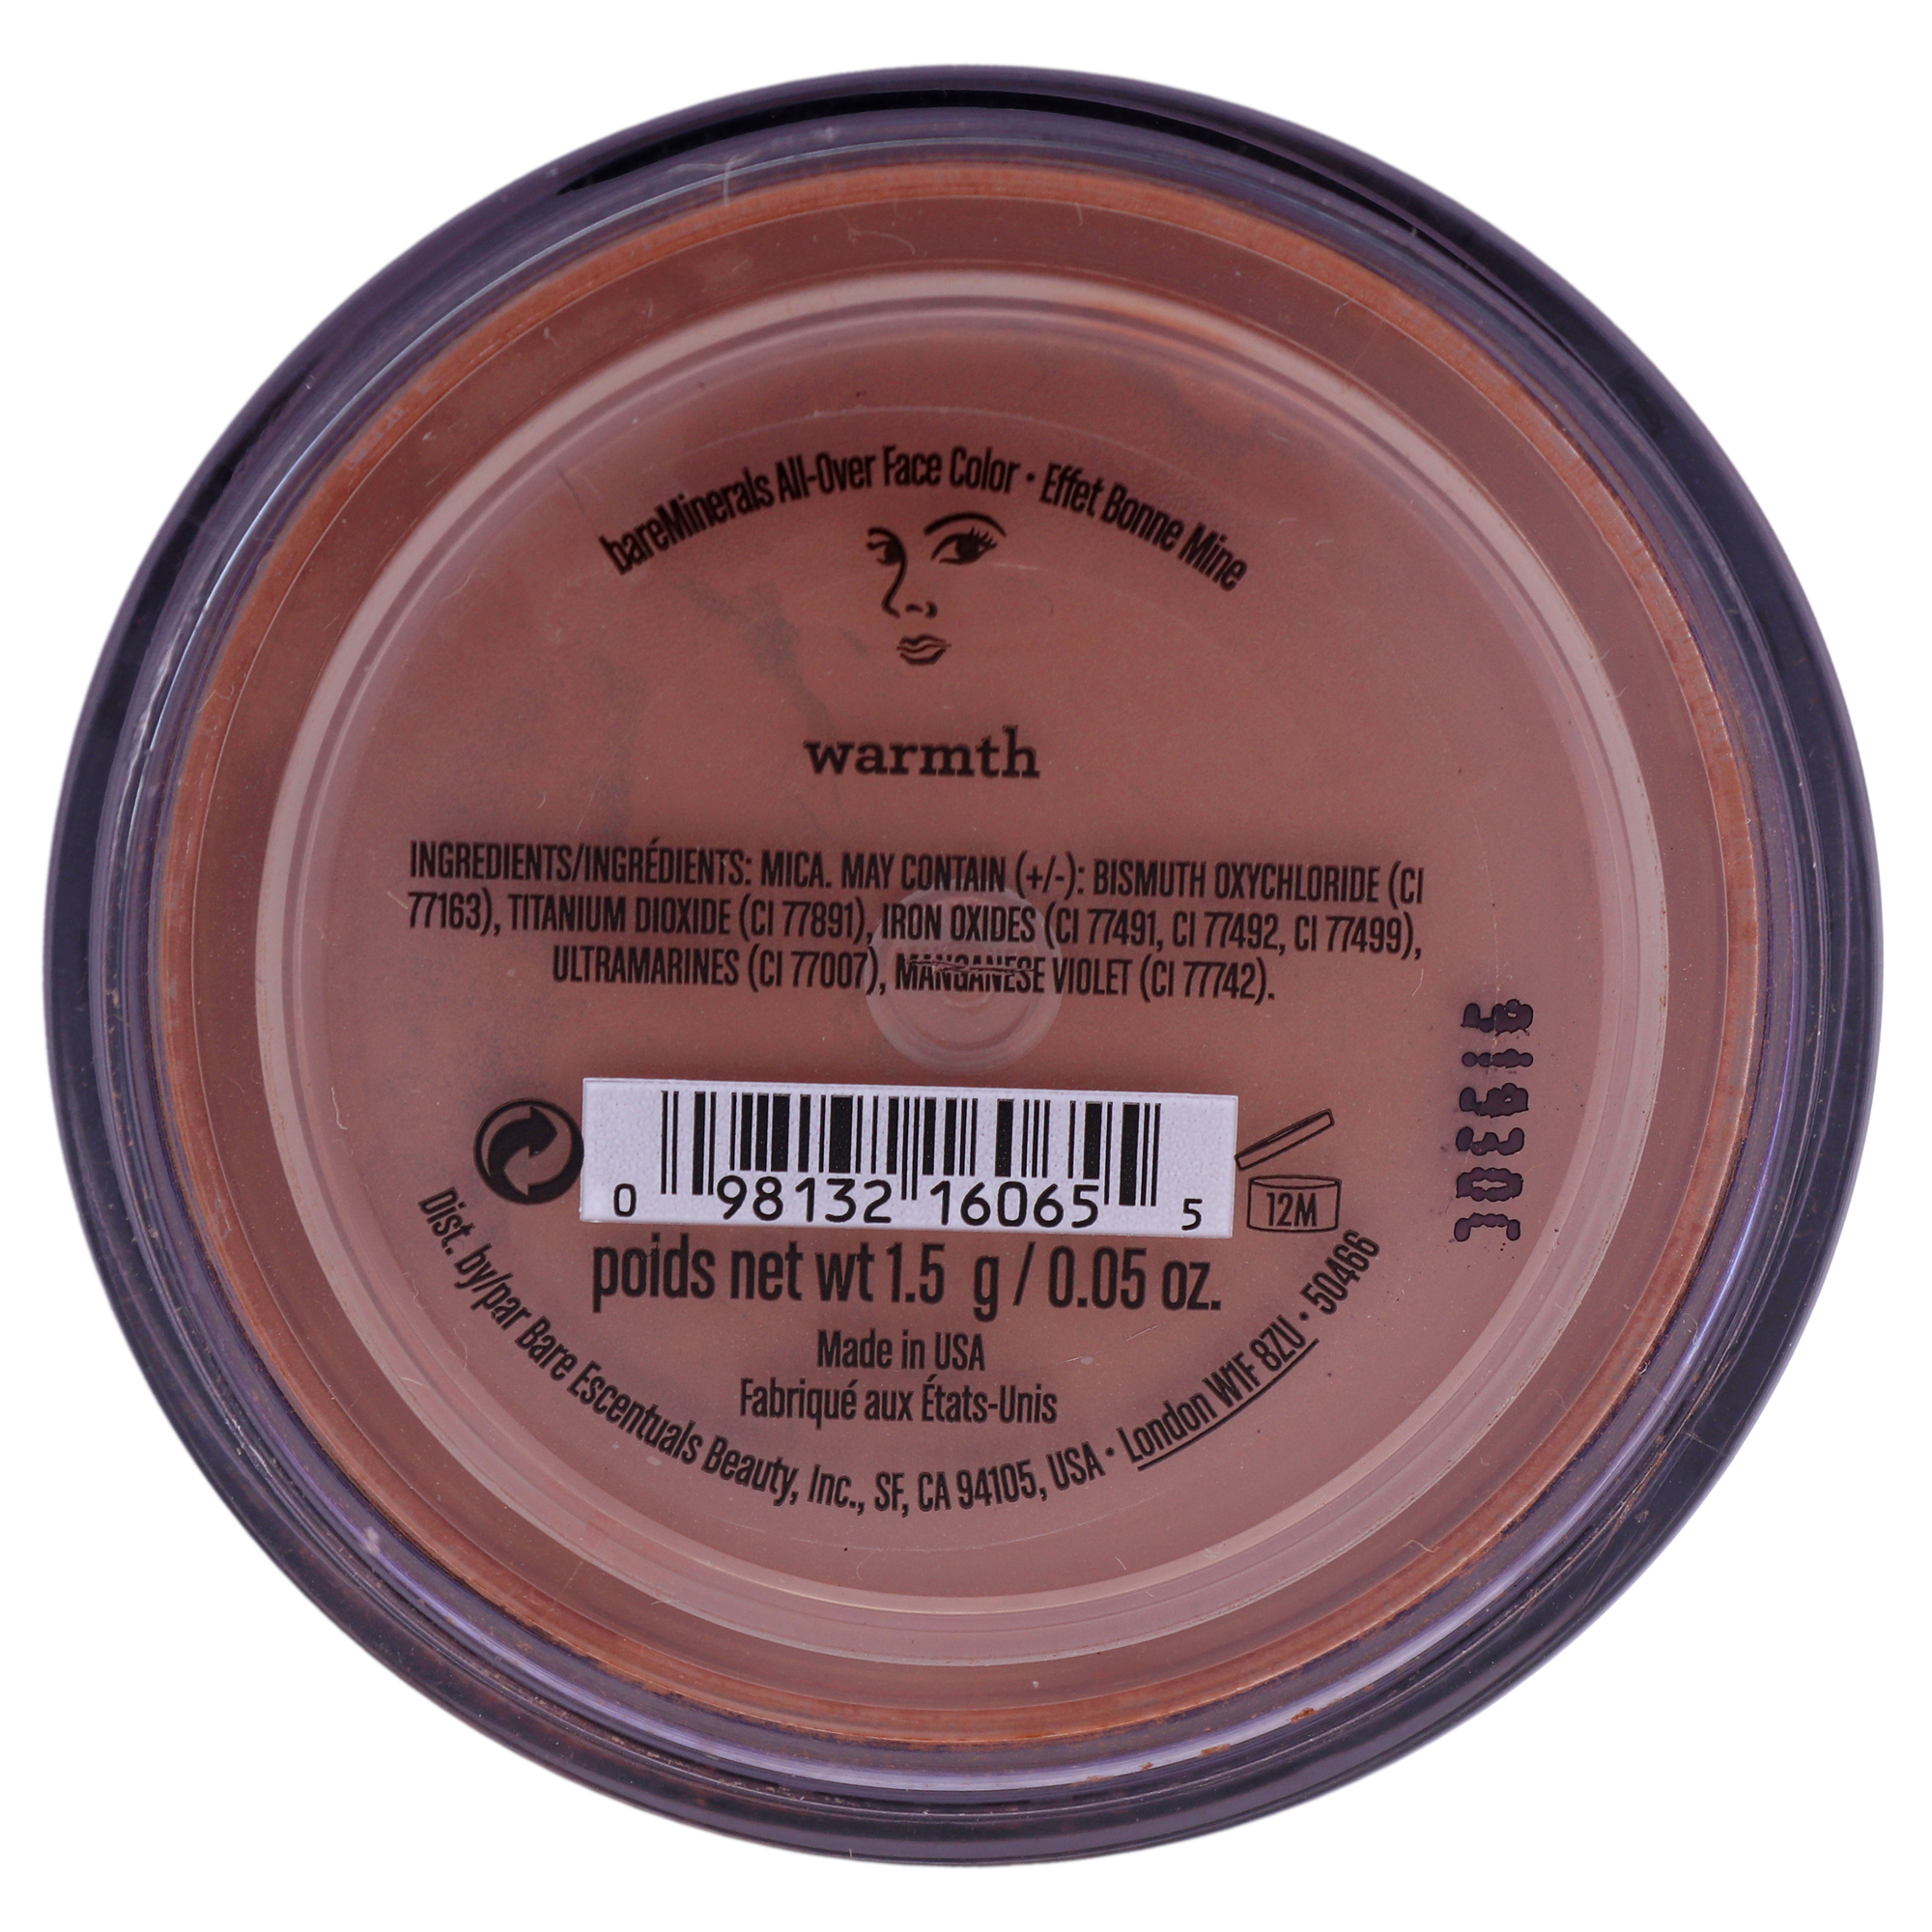 bareMinerals All-Over Face Color · Effet Bonne Mine
warmth
INGREDIENTS/INGRÉDIENTS: MICA. MAY CONTAIN (+/-): BISMUTH OXYCHLORIDE (CI
77163), TITANIUM DIOXIDE (CI 77891), IRON OXIDES (CI 77491, CI 77492, CI 77499),
ULTRAMARINES (CI 77007), MANGANESE VIOLET (CI 77742).
0 98132 16065 5
12M
poids net wt 1.5 g / 0.05 oz.
Made in USA
Fabriqué aux États-Unis
Dist. by/par Bare Escentuals Beauty, Inc., SF, CA 94105, USA · London W1F 8ZU · 50466